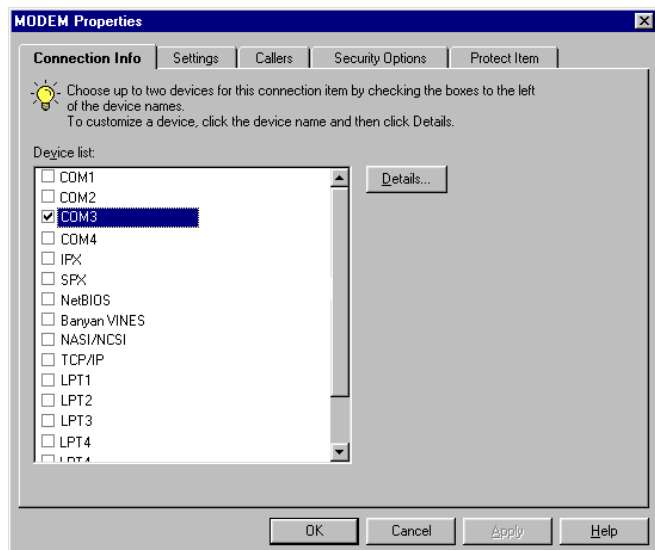 MODEM Properties
Connection Info Settings Callers Security Options Protect Item
Choose up to two devices for this connection item by checking the boxes to the left
of the device names.
To customize a device, click the device name and then click Details.
Device list:
COM1
Details...
COM2
COM3
COM4
IPX
SPX
NetBIOS
Banyan VINES
NASI/NCSI
TCP/IP
LPT1
LPT2
LPT3
LPT4
OK Cancel Apply Help